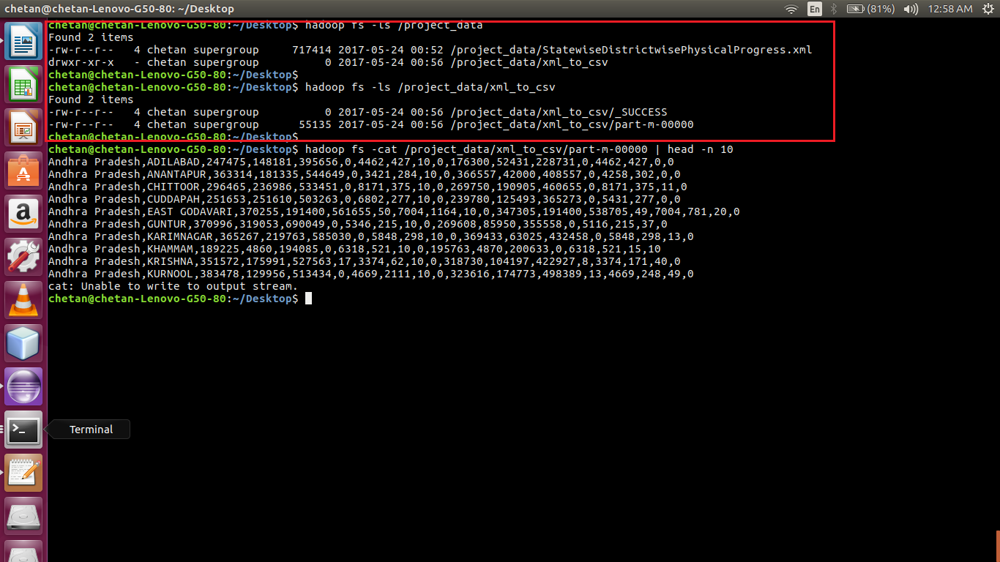 chetan@chetan-Lenovo-G50-80: ~/Desktop
En
(81%)
12:58 AM
chetan@chetan-Lenovo-G50-80:~/Desktop$ hadoop fs -ls /project_data
Found 2 items
-rw-r--r--   4 chetan supergroup     717414 2017-05-24 00:52 /project_data/StatewiseDistrictwisePhysicalProgress.xml
drwxr-xr-x   - chetan supergroup          0 2017-05-24 00:56 /project_data/xml_to_csv
chetan@chetan-Lenovo-G50-80:~/Desktop$
chetan@chetan-Lenovo-G50-80:~/Desktop$ hadoop fs -ls /project_data/xml_to_csv
Found 2 items
-rw-r--r--   4 chetan supergroup          0 2017-05-24 00:56 /project_data/xml_to_csv/_SUCCESS
-rw-r--r--   4 chetan supergroup      55135 2017-05-24 00:56 /project_data/xml_to_csv/part-m-00000
chetan@chetan-Lenovo-G50-80:~/Desktop$
chetan@chetan-Lenovo-G50-80:~/Desktop$ hadoop fs -cat /project_data/xml_to_csv/part-m-00000 | head -n 10
Andhra Pradesh,ADILABAD,247475,148181,395656,0,4462,427,10,0,176300,52431,228731,0,4462,427,0,0
Andhra Pradesh,ANANTAPUR,363314,181335,544649,0,3421,284,10,0,366557,42000,408557,0,4258,302,0,0
Andhra Pradesh,CHITTOOR,296465,236986,533451,0,8171,375,10,0,269750,190905,460655,0,8171,375,11,0
Andhra Pradesh,CUDDAPAH,251653,251610,503263,0,6802,277,10,0,239780,125493,365273,0,5431,277,0,0
Andhra Pradesh,EAST GODAVARI,370255,191400,561655,50,7004,1164,10,0,347305,191400,538705,49,7004,781,20,0
Andhra Pradesh,GUNTUR,370996,319053,690049,0,5346,215,10,0,269608,85950,355558,0,5116,215,37,0
Andhra Pradesh,KARIMNAGAR,365267,219763,585030,0,5848,298,10,0,369433,63025,432458,0,5848,298,13,0
Andhra Pradesh,KHAMMAM,189225,4860,194085,0,6318,521,10,0,195763,4870,200633,0,6318,521,15,10
Andhra Pradesh,KRISHNA,351572,175991,527563,17,3374,62,10,0,318730,104197,422927,8,3374,171,40,0
Andhra Pradesh,KURNOOL,383478,129956,513434,0,4669,2111,10,0,323616,174773,498389,13,4669,248,49,0
cat: Unable to write to output stream.
chetan@chetan-Lenovo-G50-80:~/Desktop$
Terminal